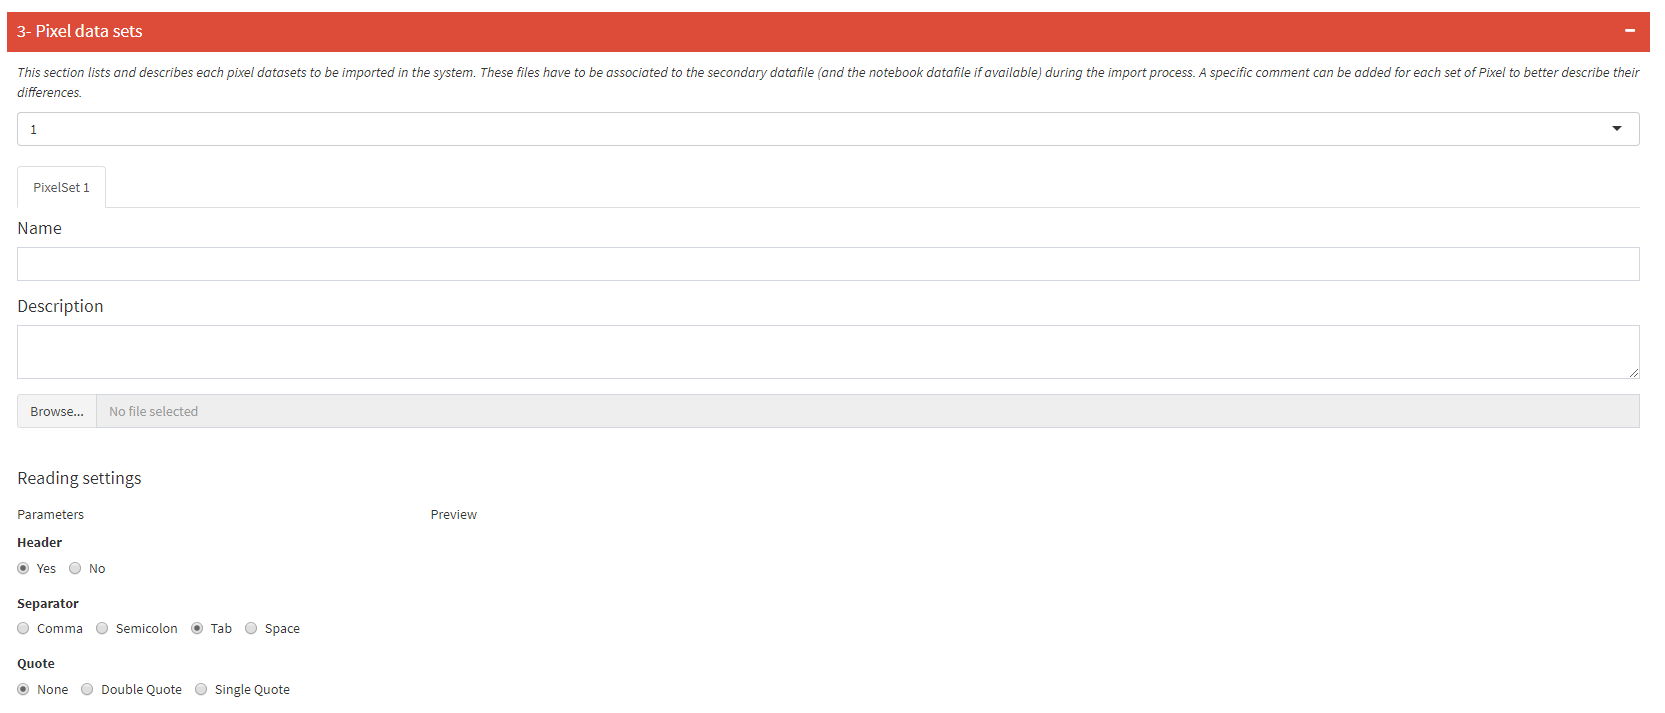 3- Pixel data sets
This section lists and describes each pixel datasets to be imported in the system. These files have to be associated to the secondary datafile (and the notebook datafile if available) during the import process. A specific comment can be added for each set of Pixel to better describe their
differences.
1
PixelSet 1
Name
Description
Browse... No file selected
Reading settings
Parameters Preview
Header
Yes No
Separator
Comma Semicolon Tab Space
Quote
None Double Quote Single Quote